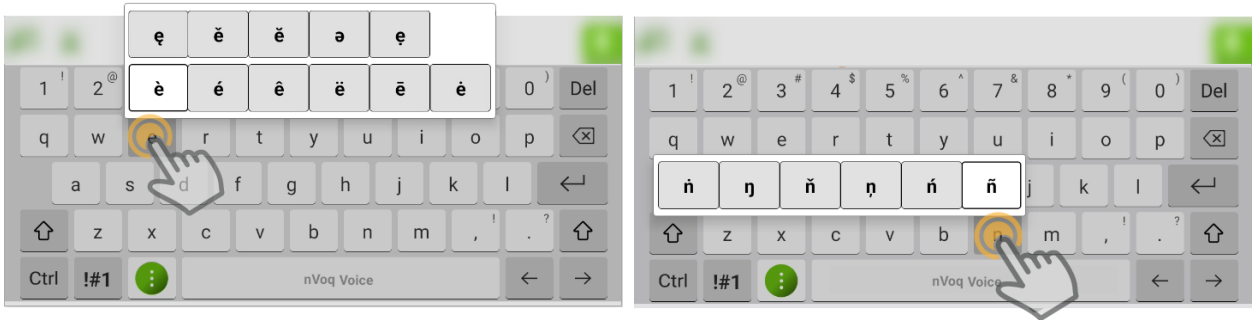 ę ě ĕ ə ẹ
1 ! 2 @ è é ê ë ē ė 0 ) Del
q w e r t y u i o p
a s d f g h j k l
z x c v b n m , ! . ?
Ctrl !#1 nVoq Voice ← →
1 ! 2 @ 3 # 4 $ 5 % 6 ^ 7 & 8 * 9 ( 0 ) Del
q w e r t y u i o p
ṅ ŋ ň ņ ń ñ j k l
z x c v b n m , ! . ?
Ctrl !#1 nVoq Voice ← →